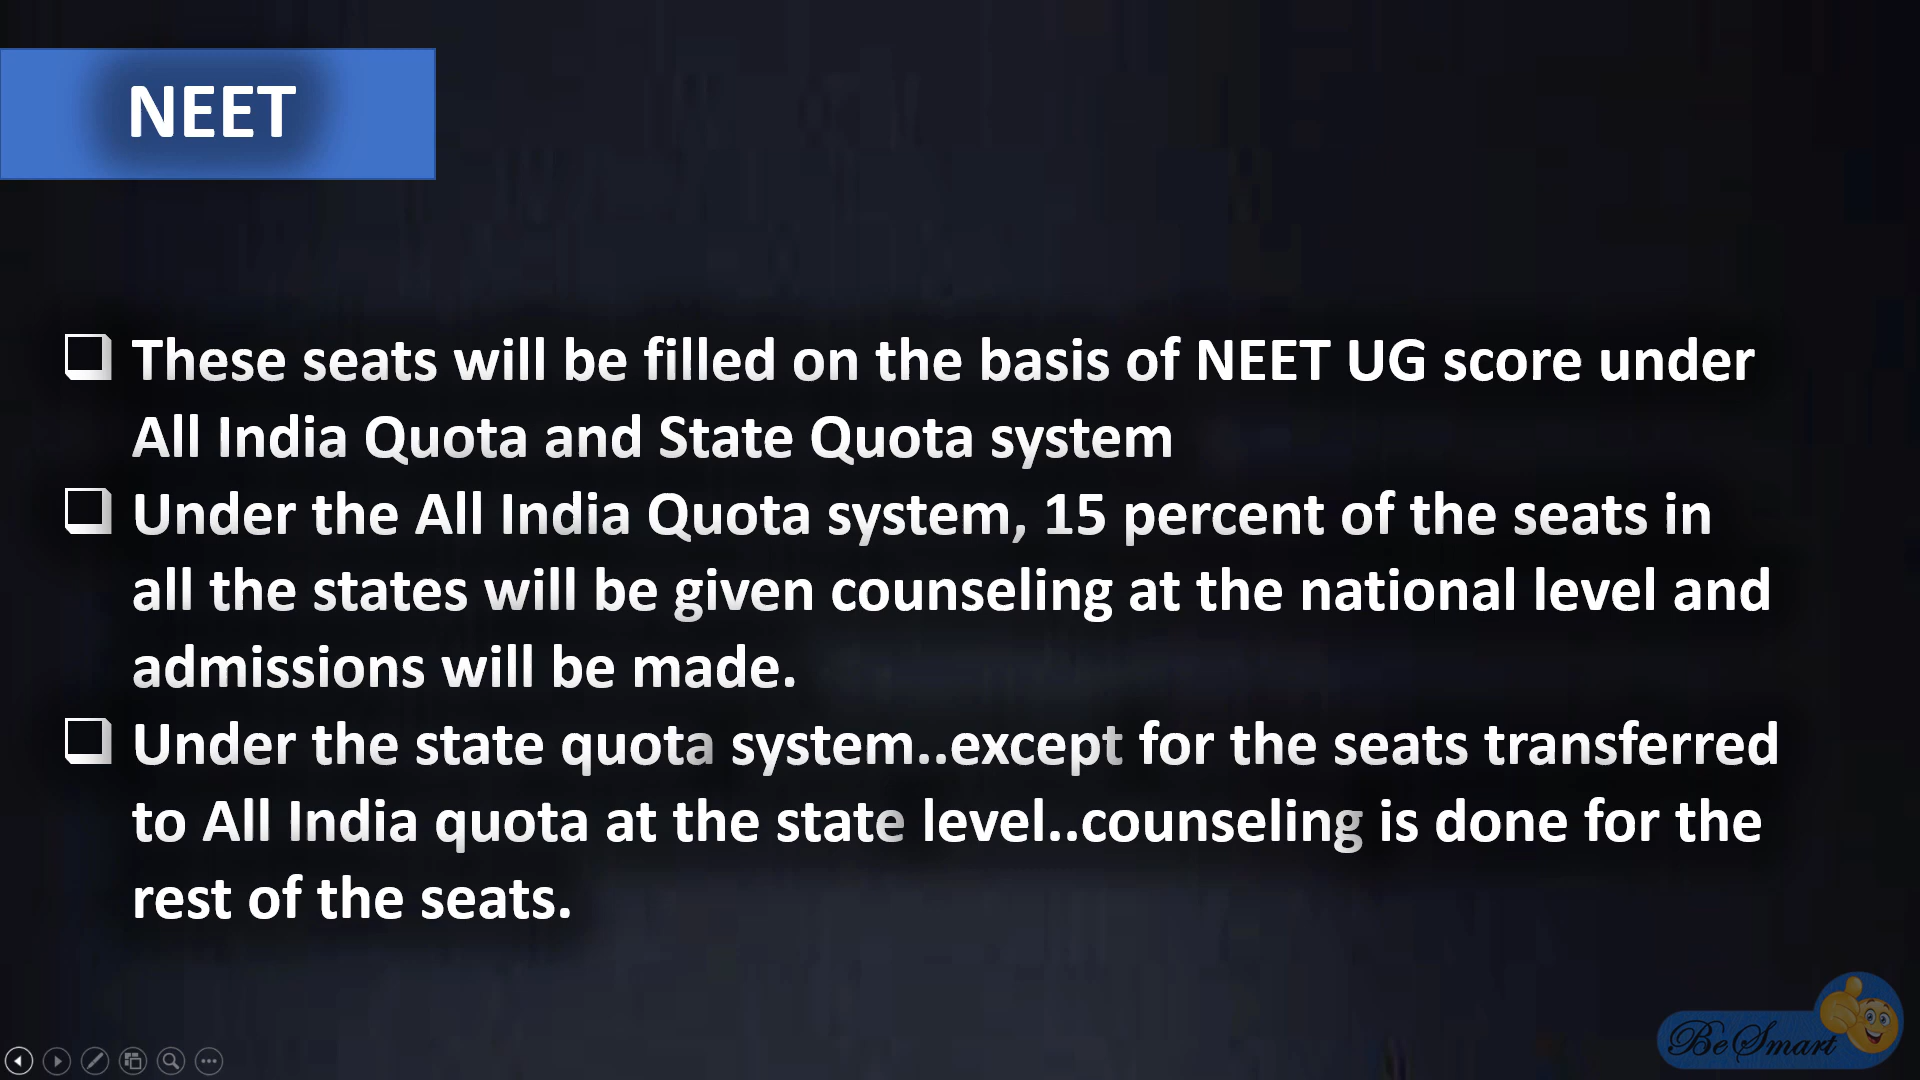 NEET
These seats will be filled on the basis of NEET UG score under
All India Quota and State Quota system
Under the All India Quota system, 15 percent of the seats in
all the states will be given counseling at the national level and
admissions will be made.
Under the state quota system..except for the seats transferred
to All India quota at the state level..counseling is done for the
rest of the seats.
Be Smart